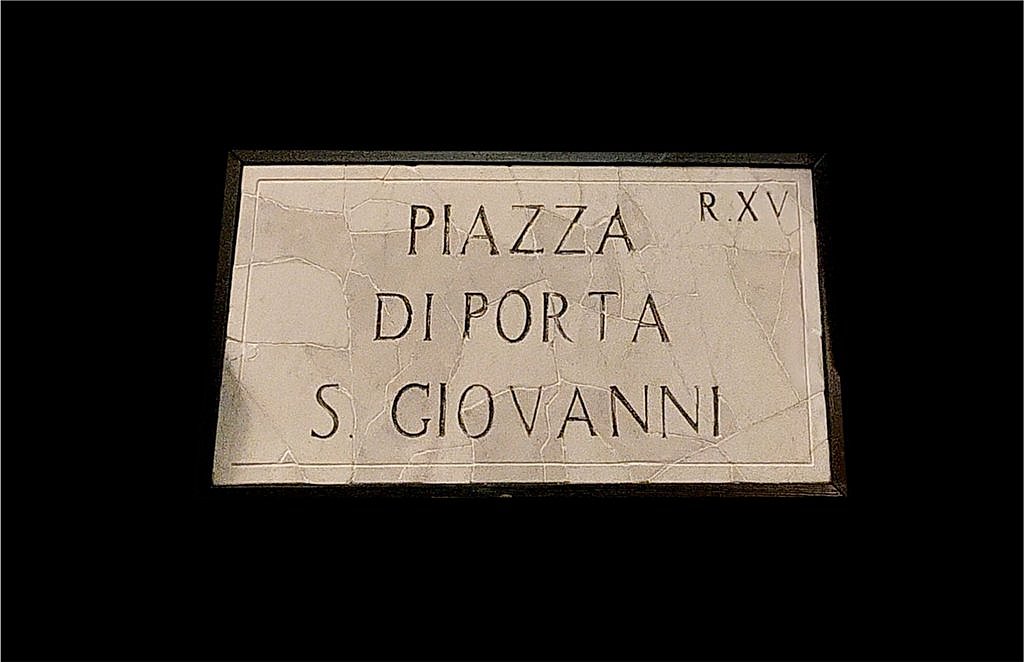 PIAZZA R.XV
DI PORTA
S. GIOVANNI